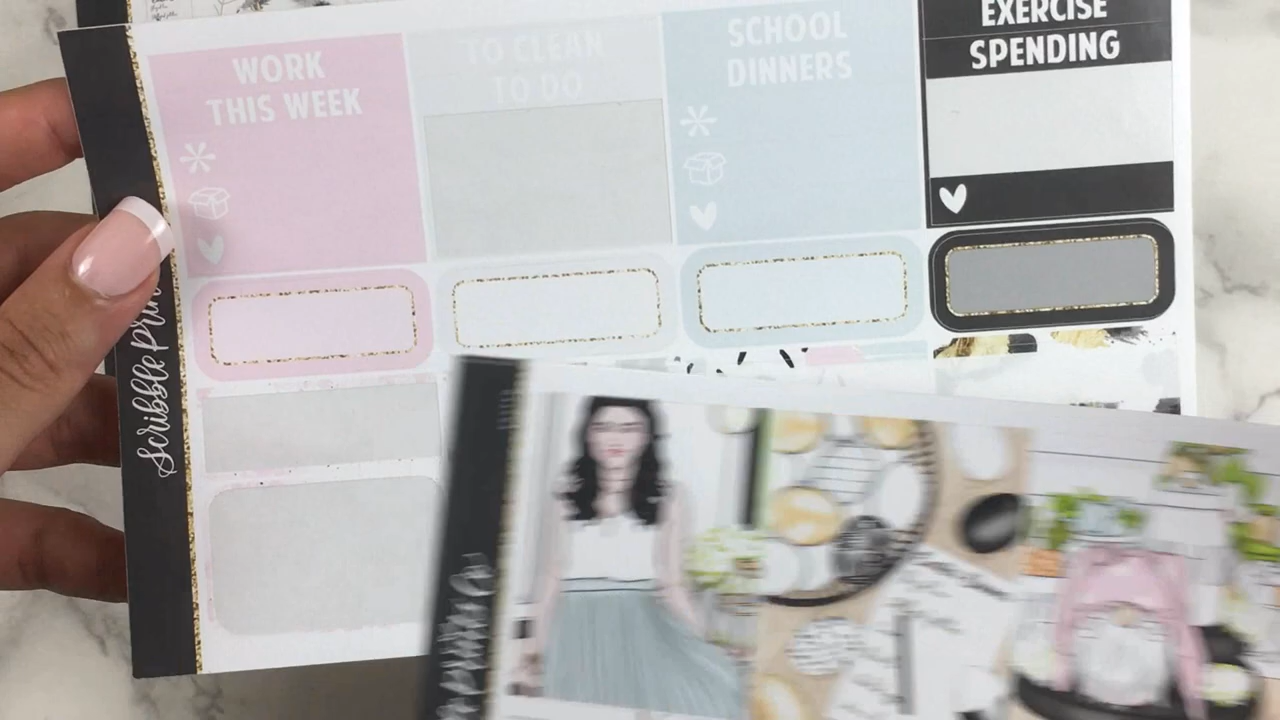 WORK
THIS WEEK
TO CLEAN
TO DO
SCHOOL
DINNERS
EXERCISE
SPENDING
Scribble Prin